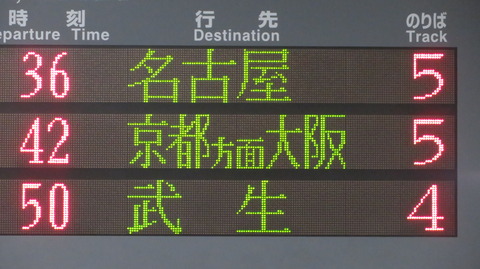 時刻 行先 のりば
eparture Time Destination Track
36 名古屋 5
42 京都方面大阪 5
50 武生 4